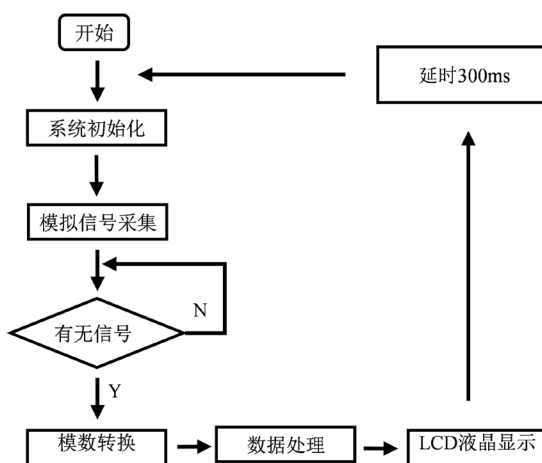 开始
延时300ms
系统初始化
模拟信号采集
N
有无信号
Y
模数转换
数据处理
LCD液晶显示